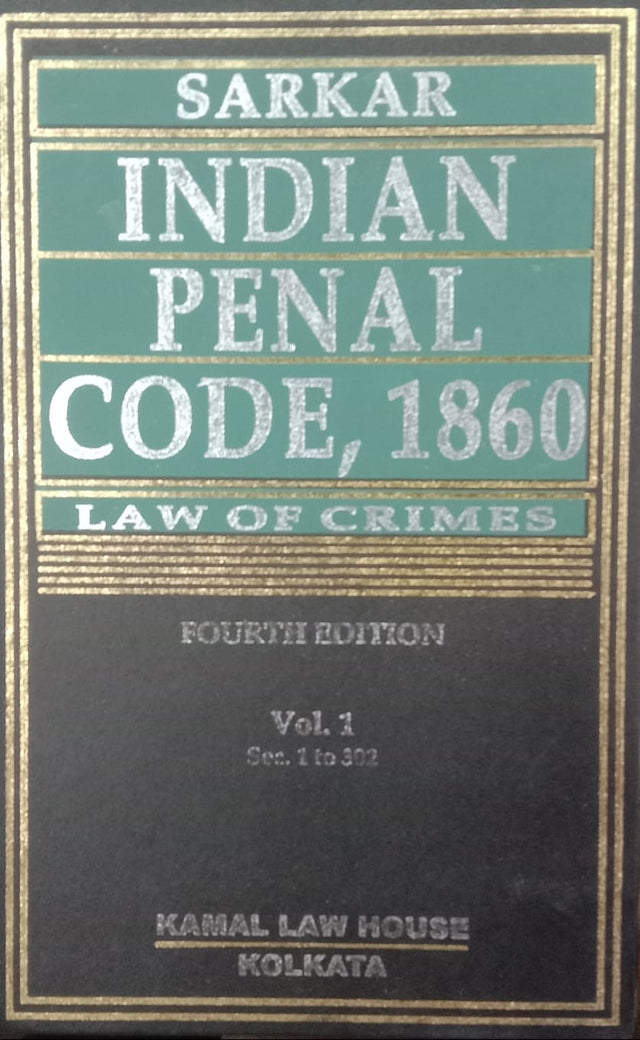 SARKAR
INDIAN
PENAL
CODE, 1860
LAW OF CRIMES
FOURTH EDITION
Vol. 1
Sec. 1 to 302
KAMAL LAW HOUSE
KOLKATA